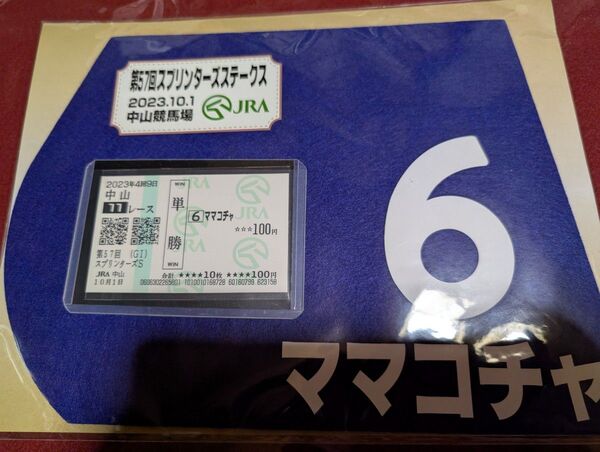 第57回スプリンターズステークス
2023.10.1
中山競馬場 JRA
2023年4回9日
中山
11レース
第57回 (GⅠ)
スプリンターズS
JRA 中山
10月1日
WIN
単勝
WIN
6 ママコチャ
☆☆☆100円
JRA
合計 ★★★★10枚 ★★★★100円
6
ママコチャ